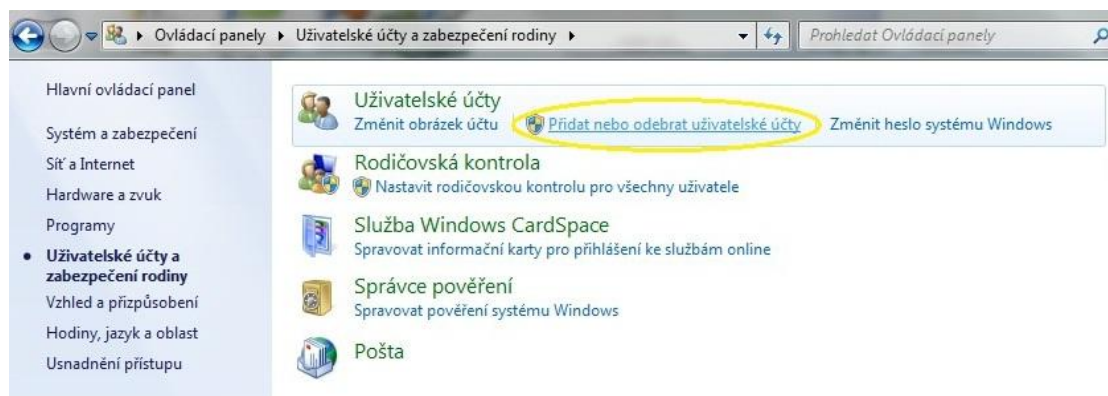 Ovládací panely Uživatelské účty a zabezpečení rodiny Prohledat Ovládací panely
Hlavní ovládací panel
Systém a zabezpečení
Síť a Internet
Hardware a zvuk
Programy
Uživatelské účty a
zabezpečení rodiny
Vzhled a přizpůsobení
Hodiny, jazyk a oblast
Usnadnění přístupu
Uživatelské účty
Změnit obrázek účtu Přidat nebo odebrat uživatelské účty Změnit heslo systému Windows
Rodičovská kontrola
Nastavit rodičovskou kontrolu pro všechny uživatele
Služba Windows CardSpace
Spravovat informační karty pro přihlášení ke službám online
Správce pověření
Spravovat pověření systému Windows
Pošta